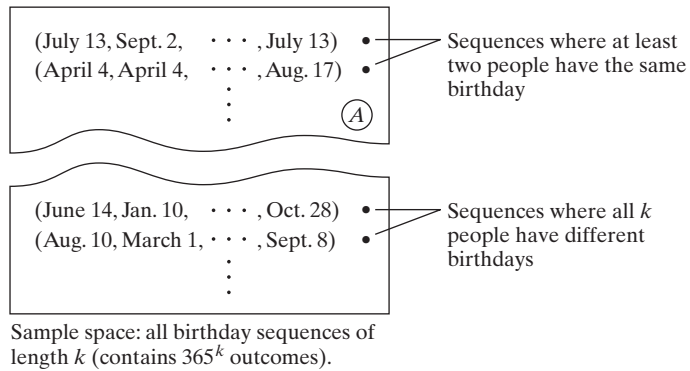 (July 13, Sept. 2, · · · , July 13)
(April 4, April 4, · · · , Aug. 17)
A
Sequences where at least
two people have the same
birthday
(June 14, Jan. 10, · · · , Oct. 28)
(Aug. 10, March 1, · · · , Sept. 8)
Sequences where all k
people have different
birthdays
Sample space: all birthday sequences of
length k (contains 365^k outcomes).